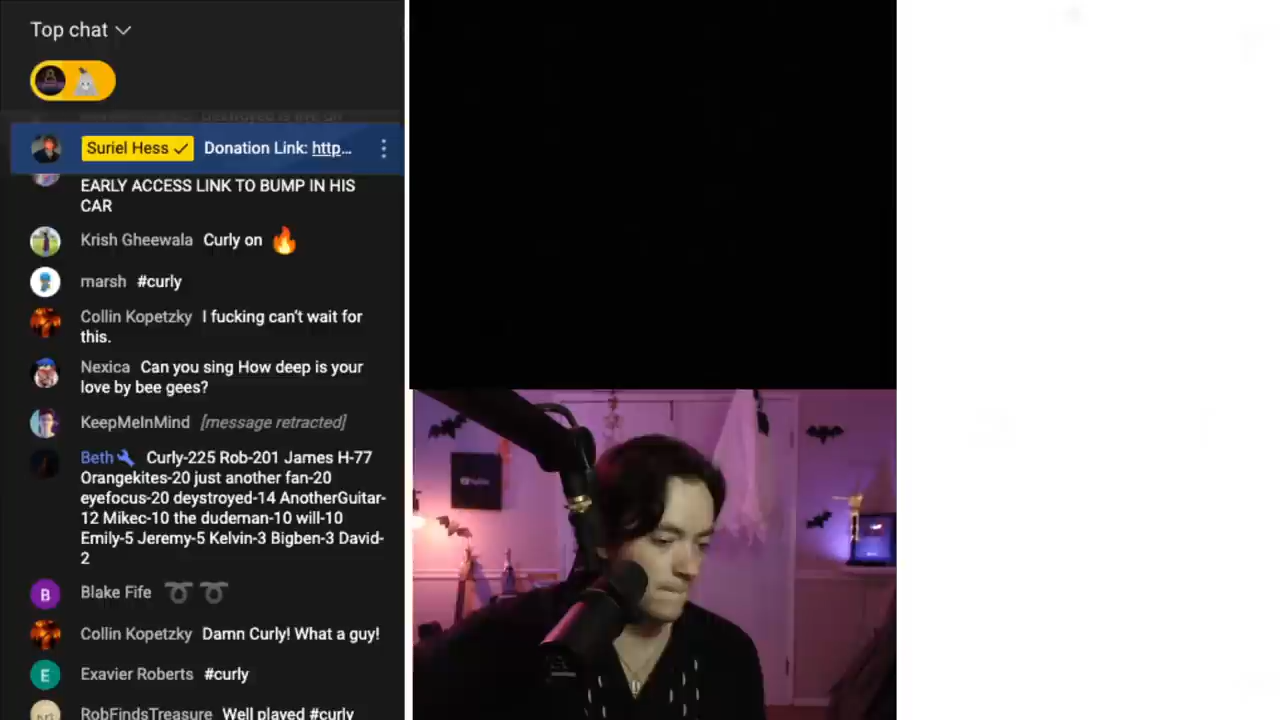 Top chat
Suriel Hess Donation Link: http...
EARLY ACCESS LINK TO BUMP IN HIS
CAR
Krish Gheewala Curly on 🔥
marsh #curly
Collin Kopetzky I fucking can't wait for
this.
Nexica Can you sing How deep is your
love by bee gees?
KeepMeInMind [message retracted]
Beth Curly-225 Rob-201 James H-77
Orangekites-20 just another fan-20
eyefocus-20 deystroyed-14 AnotherGuitar-
12 Mikec-10 the dudeman-10 will-10
Emily-5 Jeremy-5 Kelvin-3 Bigben-3 David-
2
B Blake Fife ➰ ➰
Collin Kopetzky Damn Curly! What a guy!
E Exavier Roberts #curly
RobFindsTreasure Well played #curly